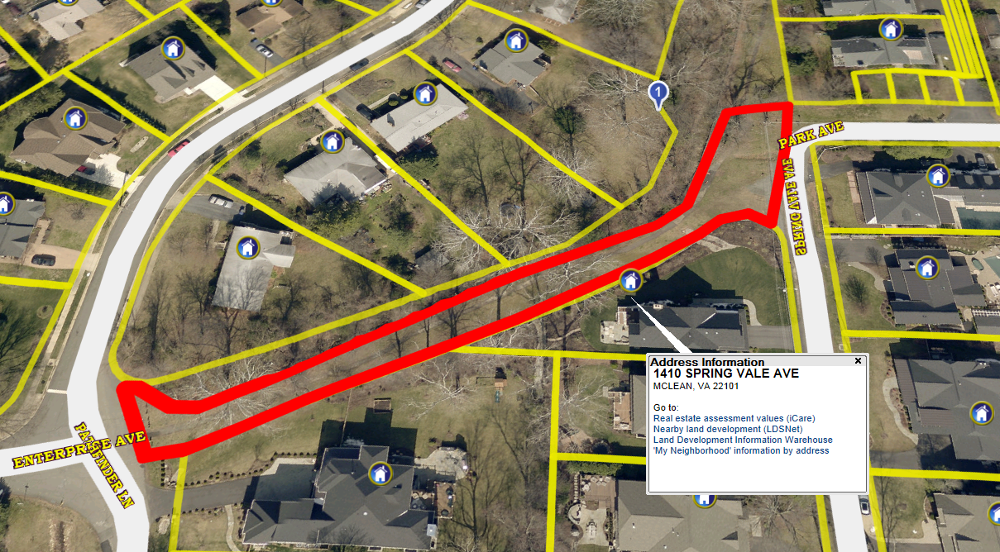 1
PARK AVE
SPRING VALE AVE
Address Information
1410 SPRING VALE AVE
MCLEAN, VA 22101
Go to:
Real estate assessment values (iCare)
Nearby land development (LDSNet)
Land Development Information Warehouse
'My Neighborhood' information by address
ENTERPRISE AVE
PATHFINDER LN